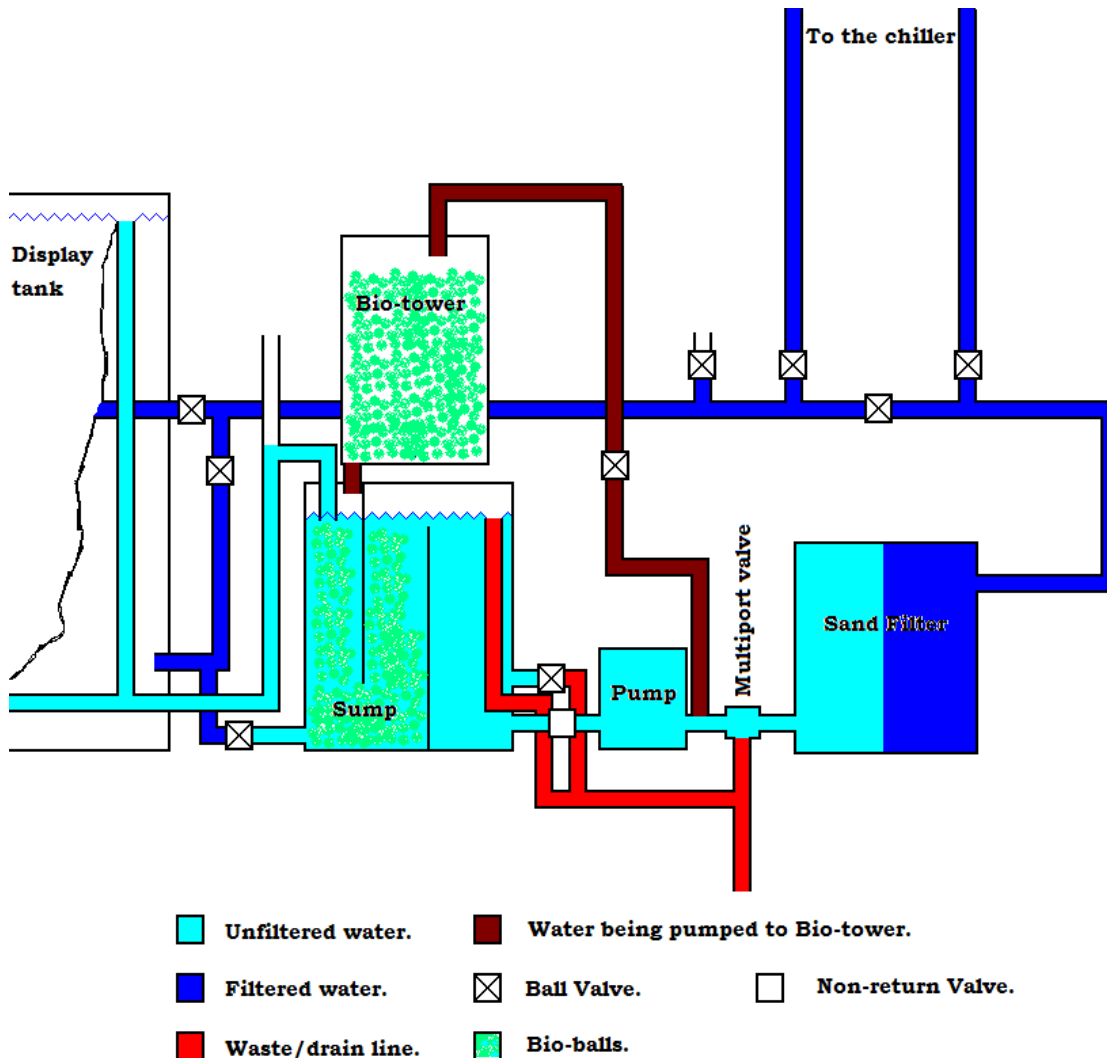 To the chiller
Display
tank
Bio-tower
Multiport valve
Sand Filter
Pump
Sump
Unfiltered water.
Water being pumped to Bio-tower.
Filtered water.
Ball Valve.
Non-return Valve.
Waste/drain line.
Bio-balls.